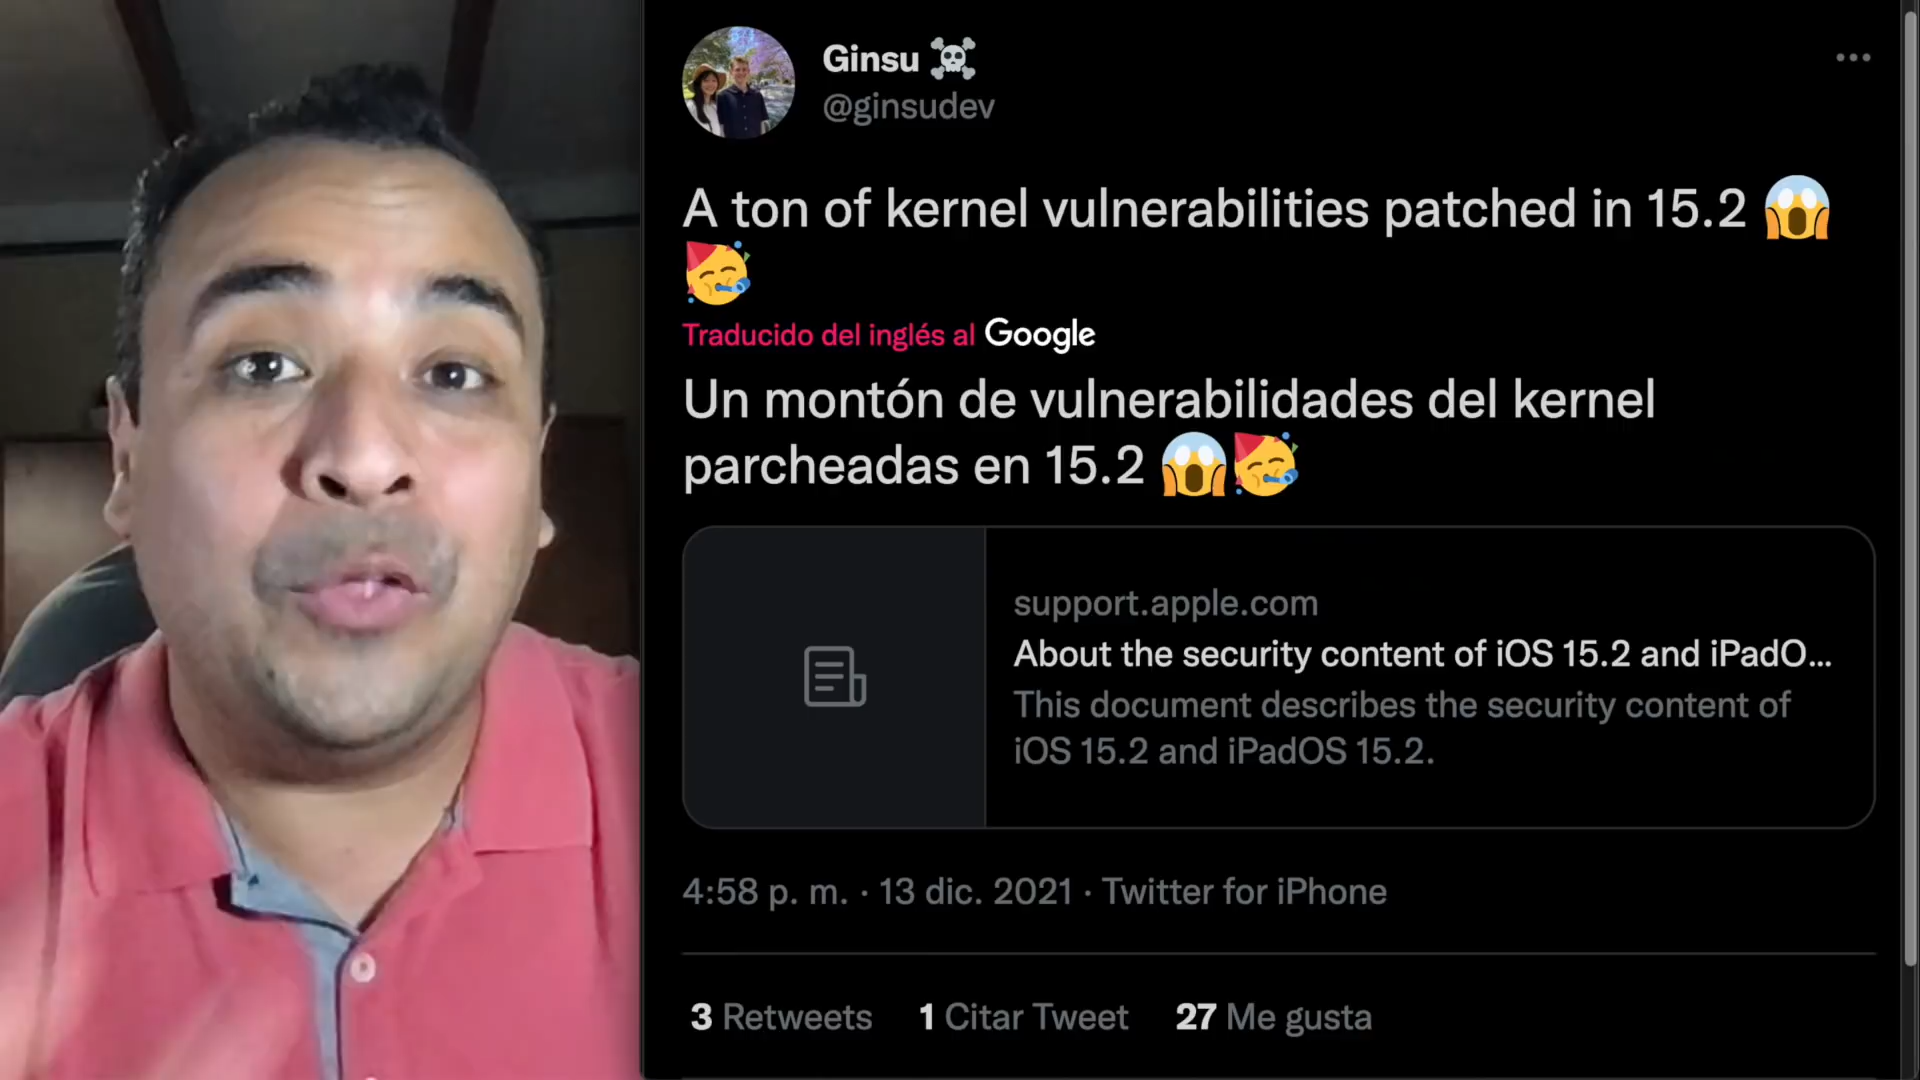 Ginsu ☠️
@ginsudev
A ton of kernel vulnerabilities patched in 15.2 😱
🥳
Traducido del inglés al Google
Un montón de vulnerabilidades del kernel
parcheadas en 15.2 😱🥳
support.apple.com
About the security content of iOS 15.2 and iPadO...
This document describes the security content of
iOS 15.2 and iPadOS 15.2.
4:58 p. m. · 13 dic. 2021 · Twitter for iPhone
3 Retweets 1 Citar Tweet 27 Me gusta